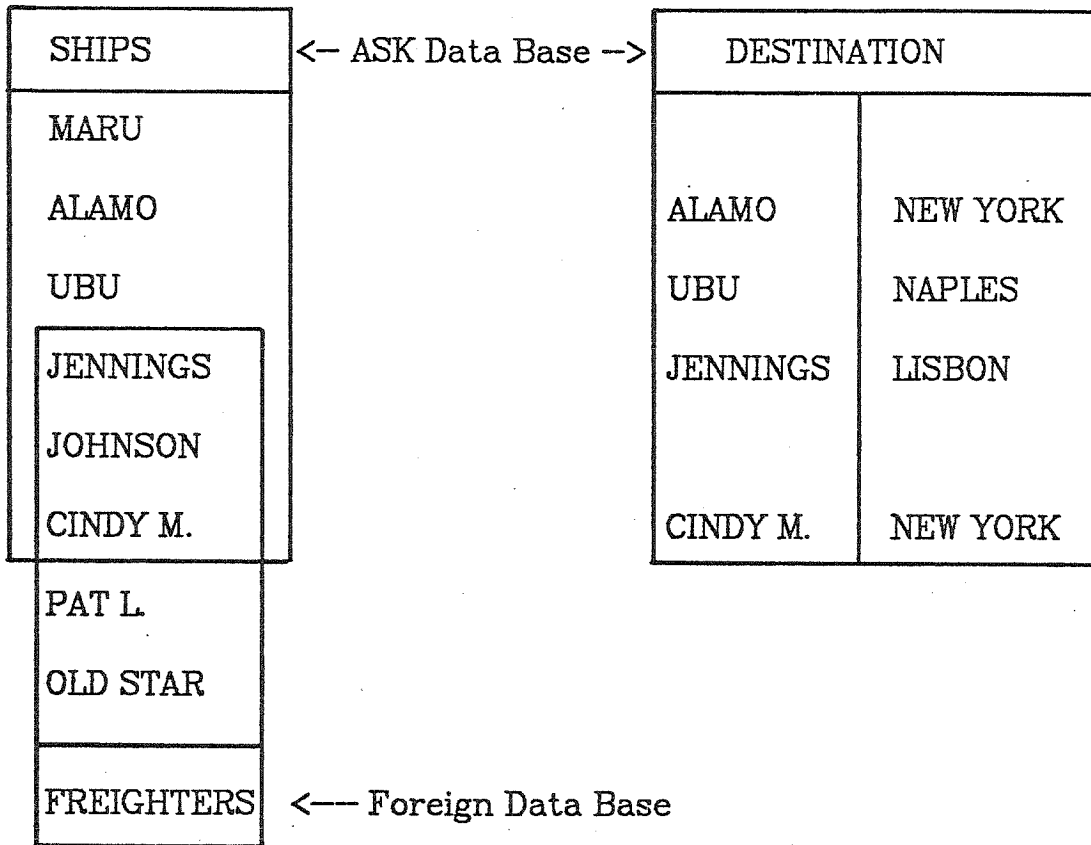 SHIPS <-- ASK Data Base --> DESTINATION
MARU
ALAMO ALAMO NEW YORK
UBU UBU NAPLES
JENNINGS JENNINGS LISBON
JOHNSON
CINDY M. CINDY M. NEW YORK
PAT L.
OLD STAR
FREIGHTERS <--- Foreign Data Base